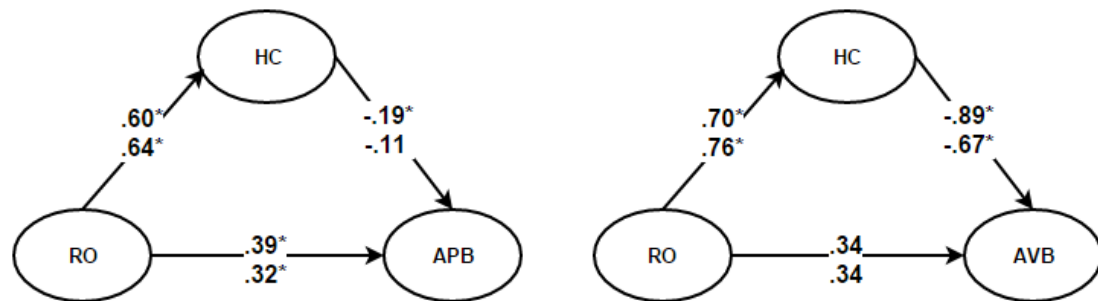 HC
HC
.60*
.64*
-.19*
-.11
.70*
.76*
-.89*
-.67*
RO
.39*
.32*
APB
RO
.34
.34
AVB